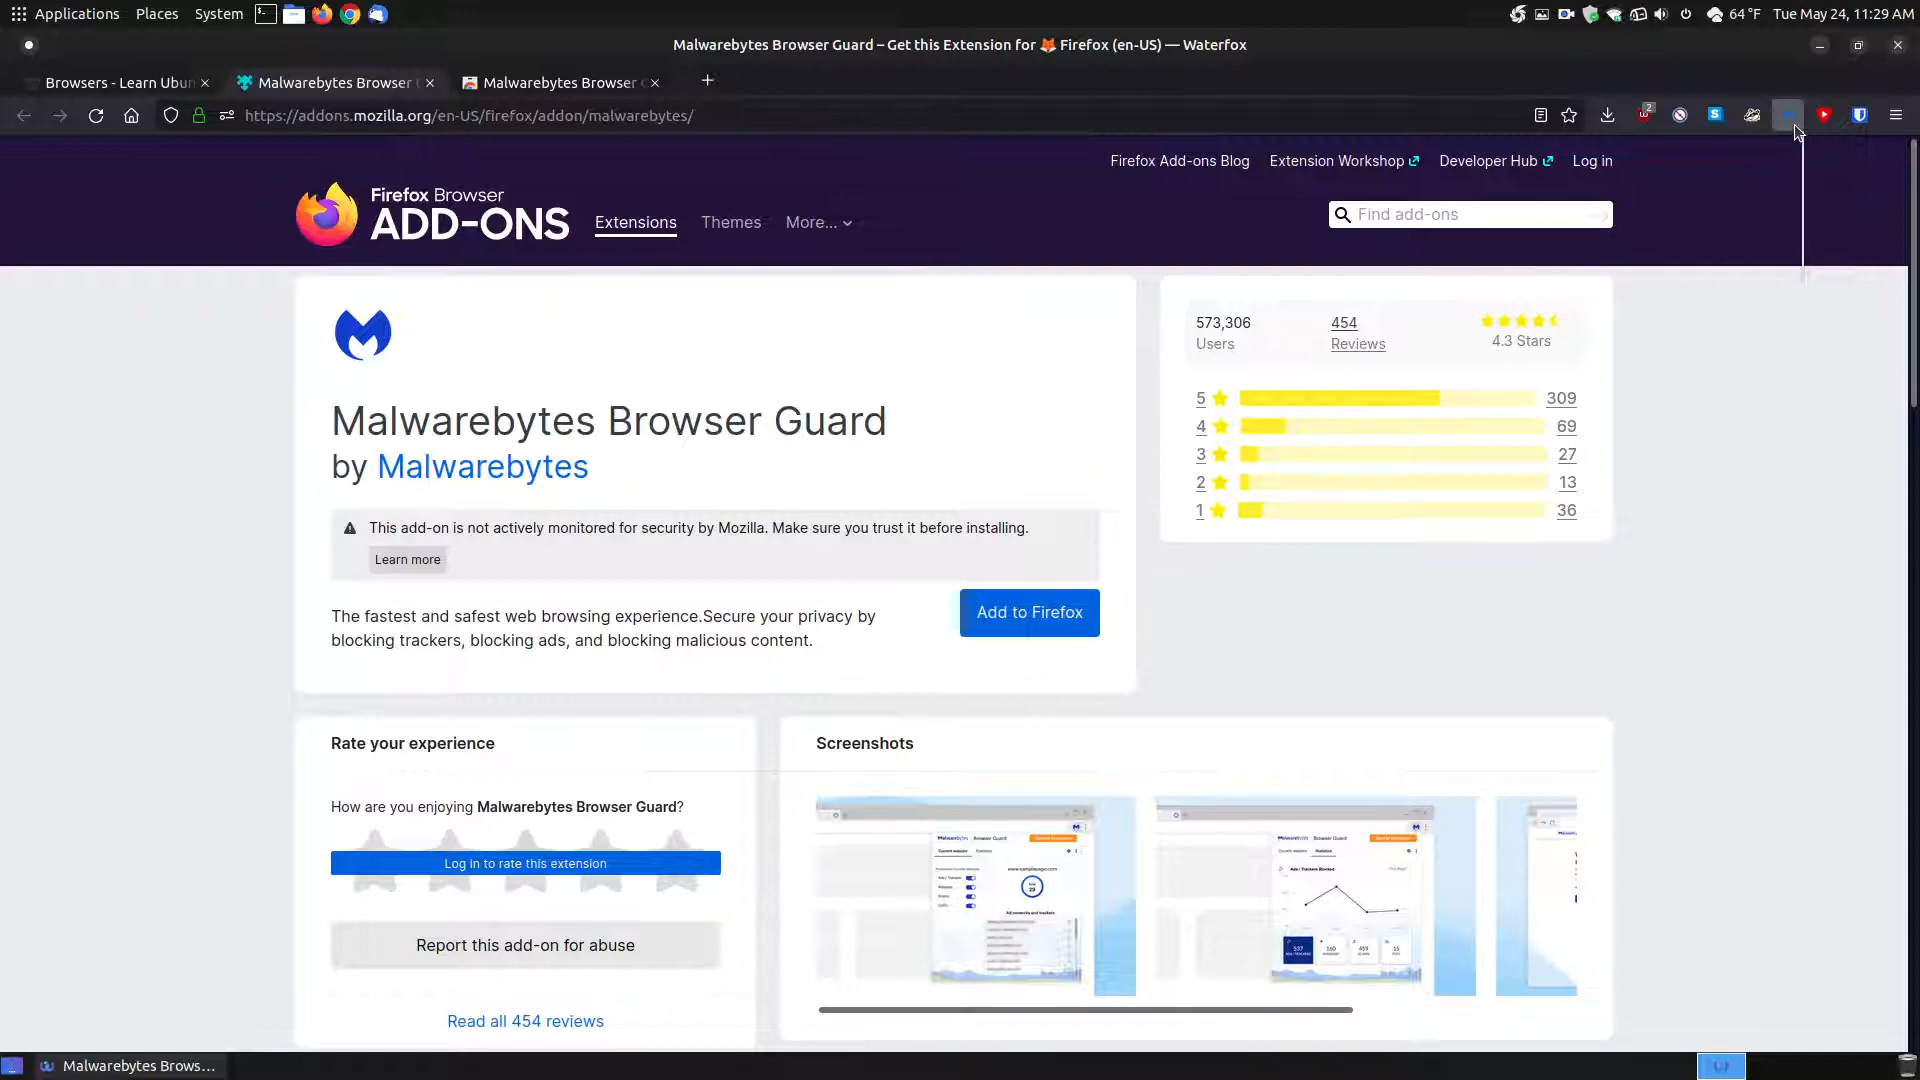 Applications Places System 64 °F Tue May 24, 11:29 AM
Malwarebytes Browser Guard – Get this Extension for 🦊 Firefox (en-US) — Waterfox
Browsers - Learn Ubun Malwarebytes Browser Malwarebytes Browser
https://addons.mozilla.org/en-US/firefox/addon/malwarebytes/ 2
Firefox Add-ons Blog Extension Workshop Developer Hub Log in
Firefox Browser
ADD-ONS Extensions Themes More... Find add-ons
573,306 454
Users Reviews 4.3 Stars
5 309
4 69
3 27
2 13
1 36
Malwarebytes Browser Guard
by Malwarebytes
This add-on is not actively monitored for security by Mozilla. Make sure you trust it before installing.
Learn more
The fastest and safest web browsing experience.Secure your privacy by
blocking trackers, blocking ads, and blocking malicious content.
Add to Firefox
Rate your experience
How are you enjoying Malwarebytes Browser Guard?
Log in to rate this extension
Report this add-on for abuse
Read all 454 reviews
Screenshots
Malwarebytes Brows...